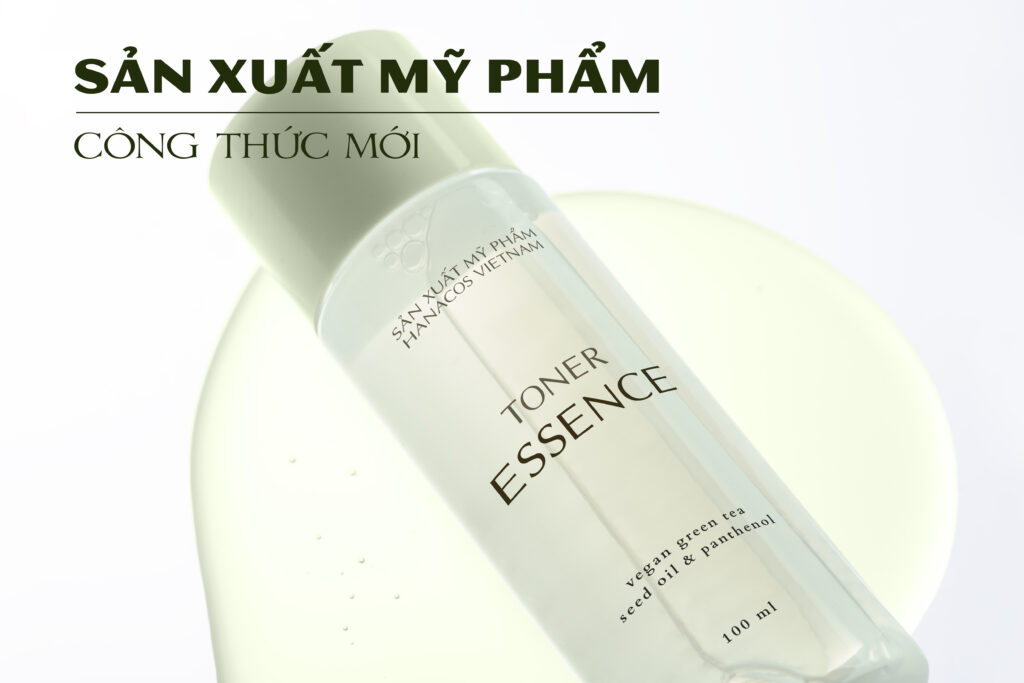 SẢN XUẤT MỸ PHẨM
CÔNG THỨC MỚI
SẢN XUẤT MỸ PHẨM
HANACOS VIETNAM
TONER
ESSENCE
vegan green tea
seed oil & panthenol
100 ml